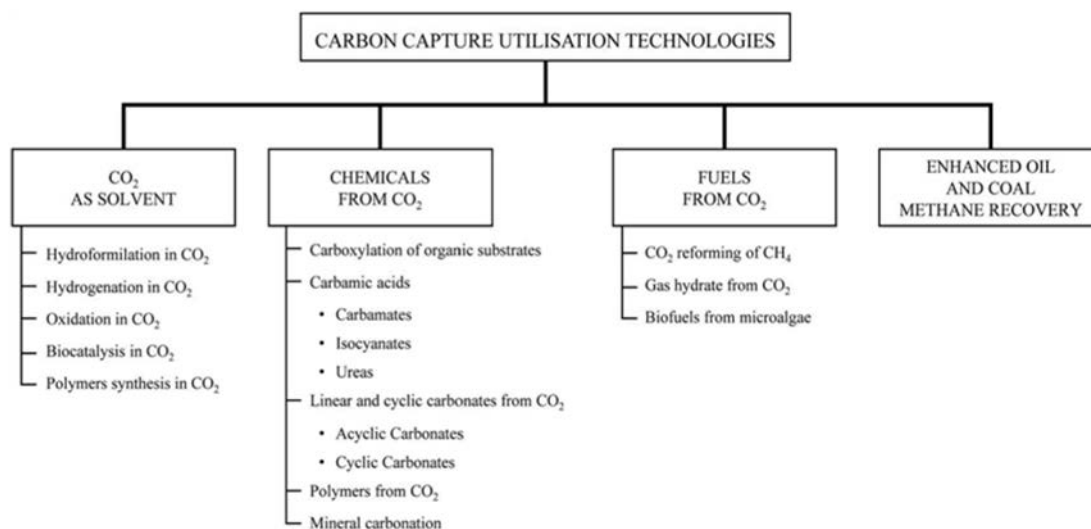 CARBON CAPTURE UTILISATION TECHNOLOGIES
CO₂
AS SOLVENT
Hydroformilation in CO₂
Hydrogenation in CO₂
Oxidation in CO₂
Biocatalysis in CO₂
Polymers synthesis in CO₂
CHEMICALS
FROM CO₂
Carboxylation of organic substrates
Carbamic acids
• Carbamates
• Isocyanates
• Ureas
Linear and cyclic carbonates from CO₂
• Acyclic Carbonates
• Cyclic Carbonates
Polymers from CO₂
Mineral carbonation
FUELS
FROM CO₂
CO₂ reforming of CH₄
Gas hydrate from CO₂
Biofuels from microalgae
ENHANCED OIL
AND COAL
METHANE RECOVERY